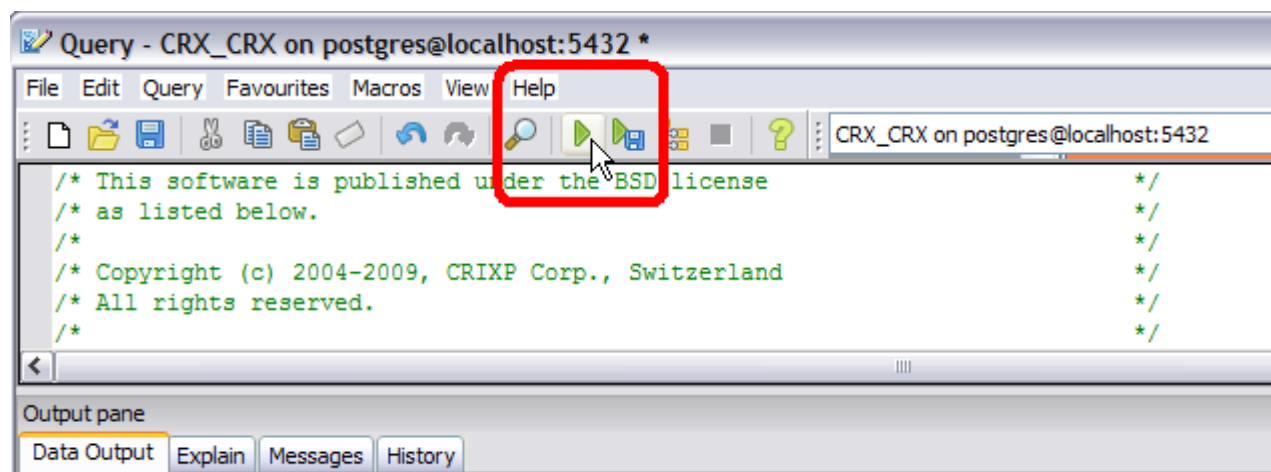 Query - CRX_CRX on postgres@localhost:5432 *
File Edit Query Favourites Macros View Help
CRX_CRX on postgres@localhost:5432
/* This software is published under the BSD license */
/* as listed below. */
/* */
/* Copyright (c) 2004-2009, CRIXP Corp., Switzerland */
/* All rights reserved. */
/* */
Output pane
Data Output Explain Messages History